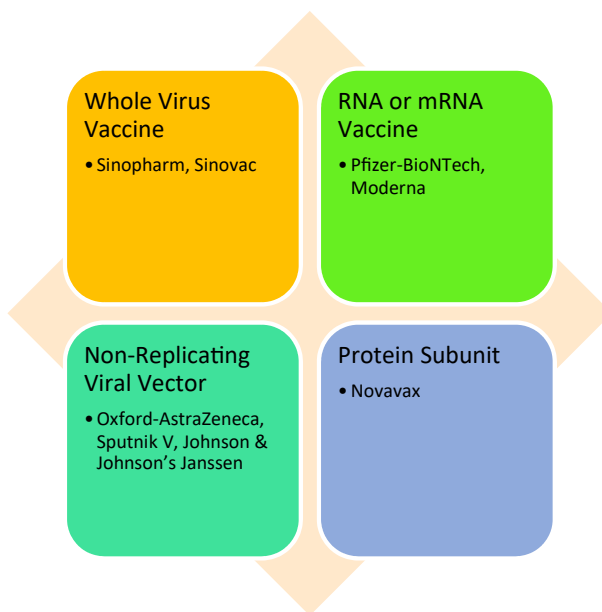 Whole Virus
Vaccine
• Sinopharm, Sinovac
RNA or mRNA
Vaccine
• Pfizer-BioNTech,
Moderna
Non-Replicating
Viral Vector
• Oxford-AstraZeneca,
Sputnik V, Johnson &
Johnson’s Janssen
Protein Subunit
• Novavax